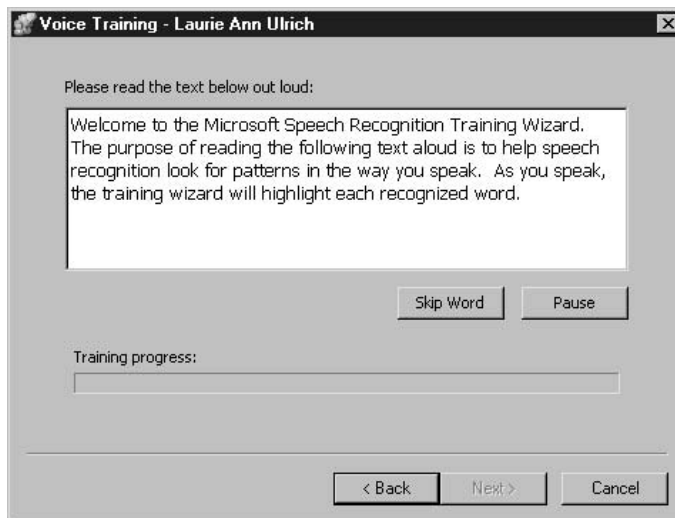 Voice Training - Laurie Ann Ulrich
Please read the text below out loud:
Welcome to the Microsoft Speech Recognition Training Wizard.
The purpose of reading the following text aloud is to help speech
recognition look for patterns in the way you speak.  As you speak,
the training wizard will highlight each recognized word.
Skip Word Pause
Training progress:
< Back Next > Cancel